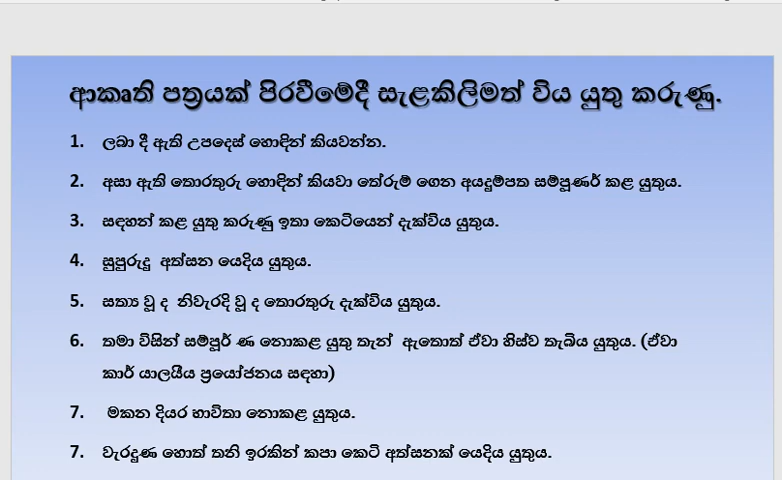 ආකෘති පත්‍රයක් පිරවීමේදී සැළකිලිමත් විය යුතු කරුණු.
1. ලබා දී ඇති උපදෙස් හොඳින් කියවන්න.
2. අසා ඇති තොරතුරු හොඳින් කියවා තේරුම් ගෙන අයදුම්පත සම්පූණර් කළ යුතුය.
3. සඳහන් කළ යුතු කරුණු ඉතා කෙටියෙන් දැක්විය යුතුය.
4. සුපුරුදු අත්සන යෙදිය යුතුය.
5. සත්‍ය වූ ද නිවැරදි වූ ද තොරතුරු දැක්විය යුතුය.
6. තමා විසින් සම්පූර් ණ නොකළ යුතු තැන් ඇතොත් ඒවා හිස්ව තැබිය යුතුය. (ඒවා
කාර් යාලයීය ප්‍රයෝජනය සඳහා)
7. මකන දියර භාවිතා නොකළ යුතුය.
7. වැරදුණ හොත් තනි ඉරකින් කපා කෙටි අත්සනක් යෙදිය යුතුය.